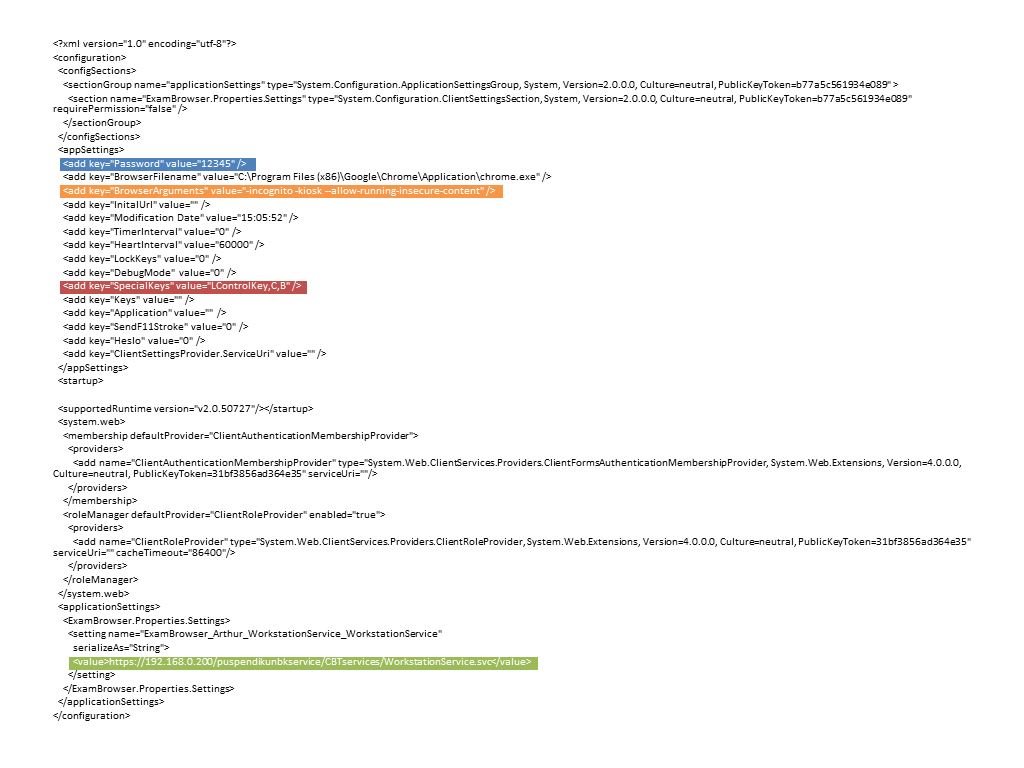 <?xml version="1.0" encoding="utf-8"?>
<configuration>
<configSections>
<sectionGroup name="applicationSettings" type="System.Configuration.ApplicationSettingsGroup, System, Version=2.0.0.0, Culture=neutral, PublicKeyToken=b77a5c561934e089" >
<section name="ExamBrowser.Properties.Settings" type="System.Configuration.ClientSettingsSection, System, Version=2.0.0.0, Culture=neutral, PublicKeyToken=b77a5c561934e089"
requirePermission="false" />
</sectionGroup>
</configSections>
<appSettings>
<add key="Password" value="12345" />
<add key="BrowserFilename" value="C:\Program Files (x86)\Google\Chrome\Application\chrome.exe" />
<add key="BrowserArguments" value="-incognito -kiosk --allow-running-insecure-content" />
<add key="InitalUrl" value="" />
<add key="Modification Date" value="15:05:52" />
<add key="TimerInterval" value="0" />
<add key="HeartInterval" value="60000" />
<add key="LockKeys" value="0" />
<add key="DebugMode" value="0" />
<add key="SpecialKeys" value="LControlKey,C,B" />
<add key="Keys" value="" />
<add key="Application" value="" />
<add key="SendF11Stroke" value="0" />
<add key="Heslo" value="0" />
<add key="ClientSettingsProvider.ServiceUri" value="" />
</appSettings>
<startup>
<supportedRuntime version="v2.0.50727"/></startup>
<system.web>
<membership defaultProvider="ClientAuthenticationMembershipProvider">
<providers>
<add name="ClientAuthenticationMembershipProvider" type="System.Web.ClientServices.Providers.ClientFormsAuthenticationMembershipProvider, System.Web.Extensions, Version=4.0.0.0,
Culture=neutral, PublicKeyToken=31bf3856ad364e35" serviceUri=""/>
</providers>
</membership>
<roleManager defaultProvider="ClientRoleProvider" enabled="true">
<providers>
<add name="ClientRoleProvider" type="System.Web.ClientServices.Providers.ClientRoleProvider, System.Web.Extensions, Version=4.0.0.0, Culture=neutral, PublicKeyToken=31bf3856ad364e35"
serviceUri="" cacheTimeout="86400"/>
</providers>
</roleManager>
</system.web>
<applicationSettings>
<ExamBrowser.Properties.Settings>
<setting name="ExamBrowser_Arthur_WorkstationService_WorkstationService"
serializeAs="String">
<value>https://192.168.0.200/puspendikunbkservice/CBTservices/WorkstationService.svc</value>
</setting>
</ExamBrowser.Properties.Settings>
</applicationSettings>
</configuration>